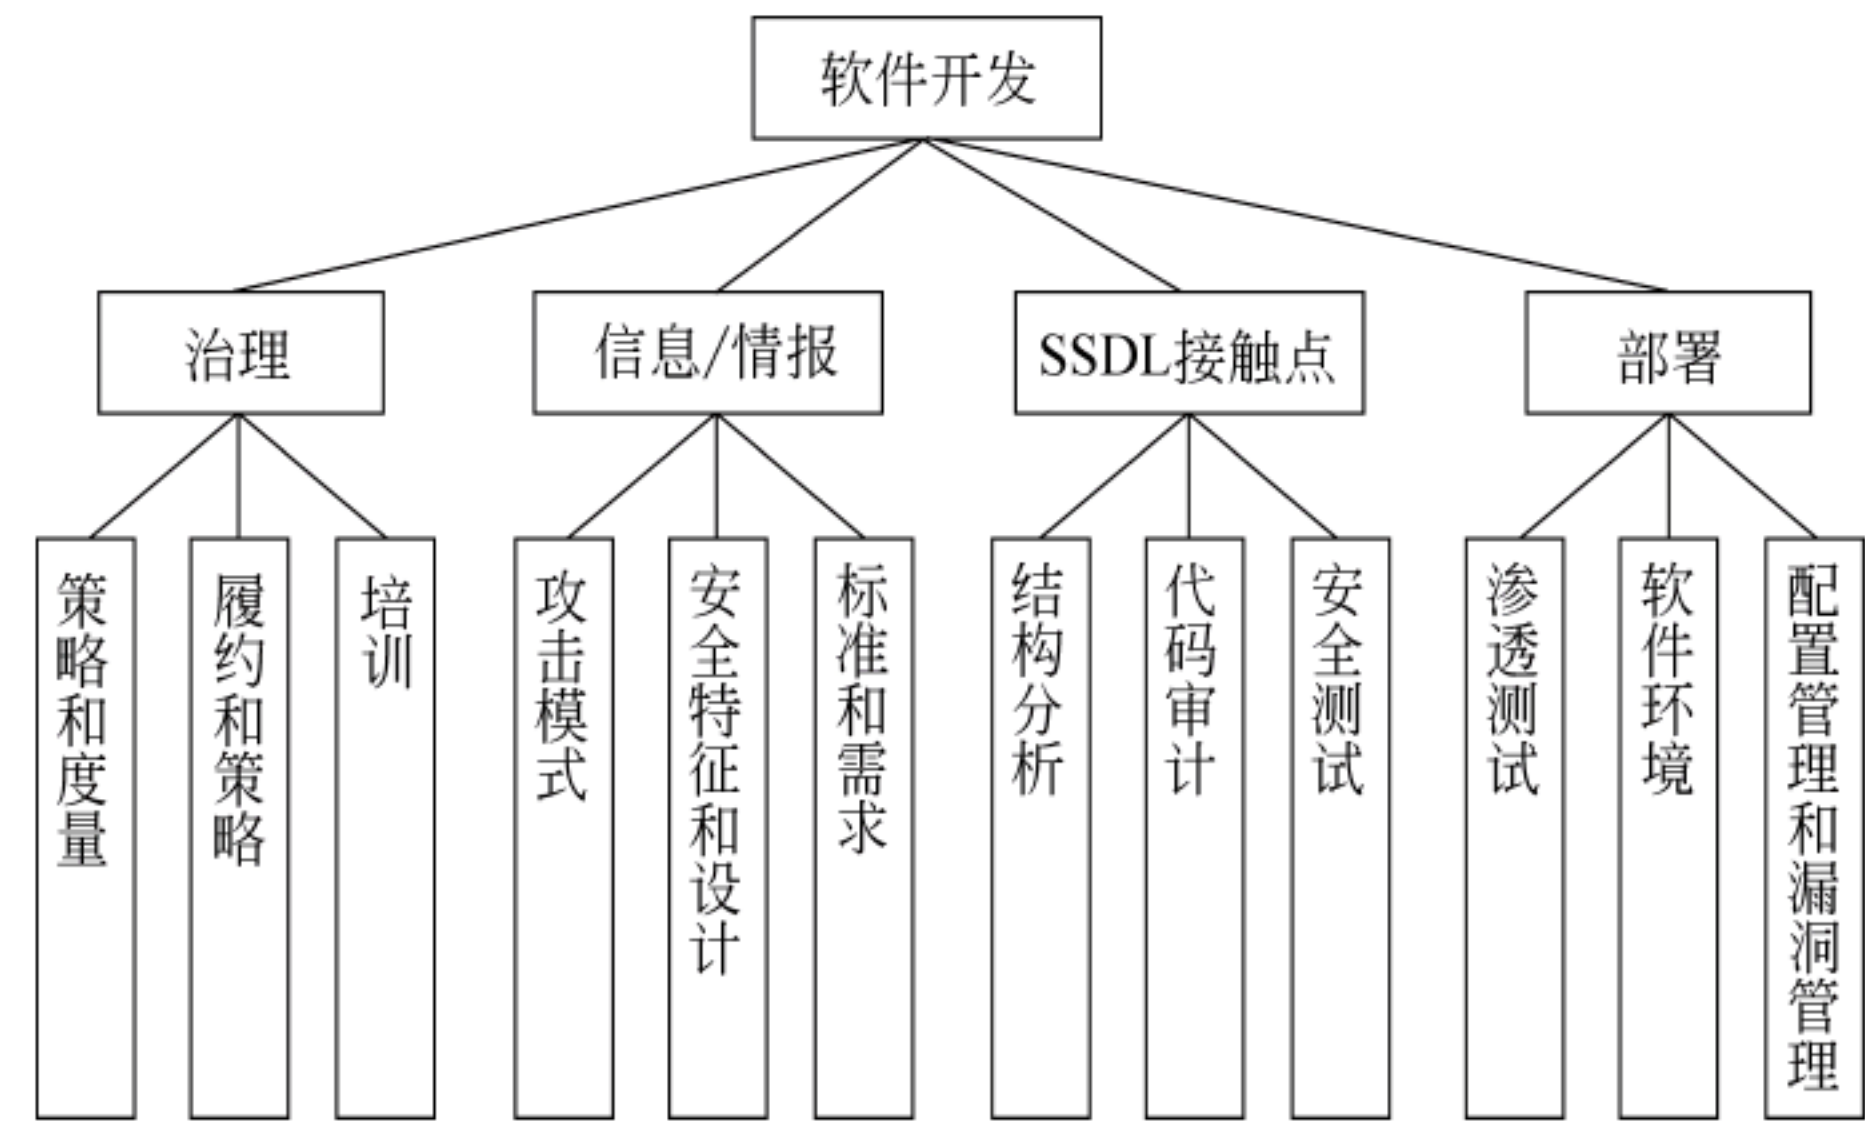 软件开发
治理
信息/情报
SSDL接触点
部署
策略和度量
履约和策略
培训
攻击模式
安全特征和设计
标准和需求
结构分析
代码审计
安全测试
渗透测试
软件环境
配置管理和漏洞管理